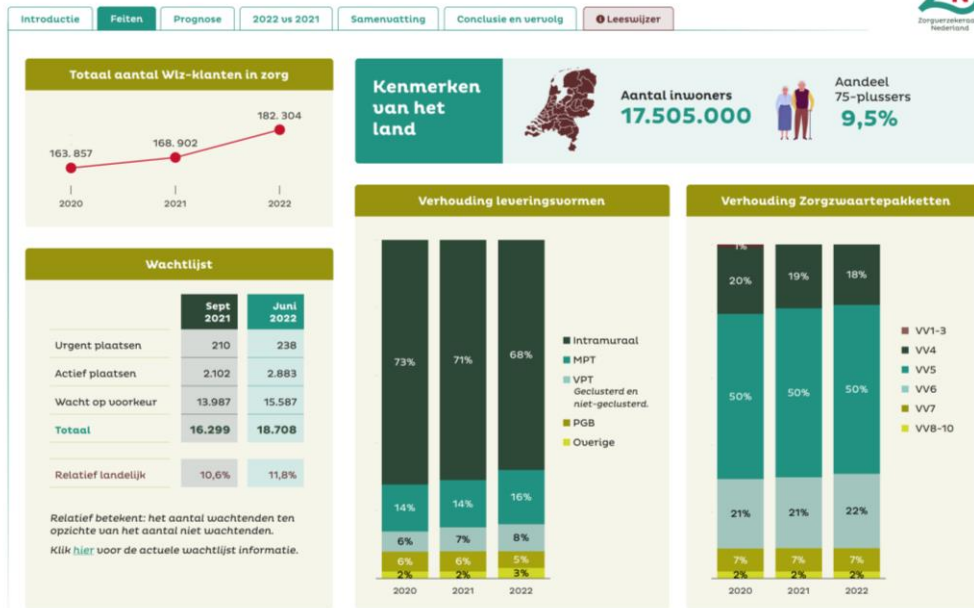 Introductie
Feiten
Prognose
2022 vs 2021
Samenvatting
Conclusie en vervolg
Leeswijzer
Nederland
Totaal aantal Wlz-klanten in zorg
163.857
168.902
182.304
2020
2021
2022
Kenmerken
van het
land
Aantal inwoners
17.505.000
Aandeel
75-plussers
9,5%
Wachtlijst
Sept
2021
Juni
2022
Urgent plaatsen 210 238
Actief plaatsen 2.102 2.883
Wacht op voorkeur 13.987 15.587
Totaal 16.299 18.708
Relatief landelijk 10,6% 11,8%
Relatief betekent: het aantal wachtenden ten
opzichte van het aantal niet wachtenden.
Klik hier voor de actuele wachtlijst informatie.
Verhouding leveringsvormen
73% 71% 68%
14% 14% 16%
6% 7% 8%
6% 6% 5%
2% 2% 3%
2020 2021 2022
Intramuraal
MPT
VPT
Geclusterd en
niet-geclusterd.
PGB
Overige
Verhouding Zorgzwaartepakketten
1%
20% 19% 18%
50% 50% 50%
21% 21% 22%
7% 7% 7%
2% 2% 2%
2020 2021 2022
VV1-3
VV4
VV5
VV6
VV7
VV8-10